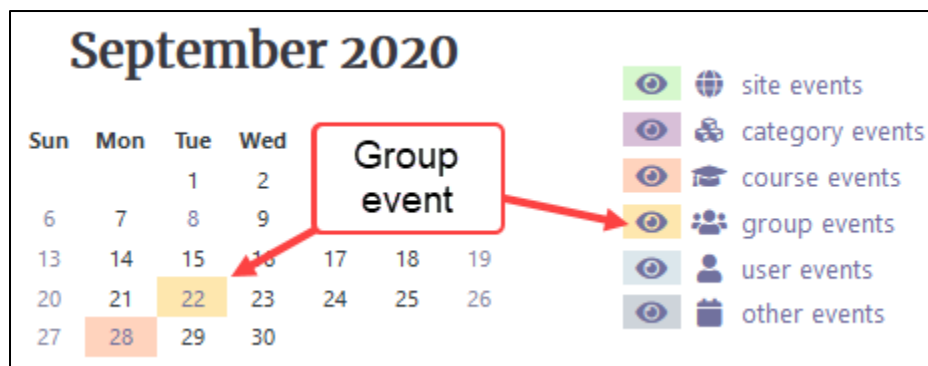 September 2020
Sun Mon Tue Wed
1 2
6 7 8 9
13 14 15 16 17 18 19
20 21 22 23 24 25 26
27 28 29 30
Group
event
site events
category events
course events
group events
user events
other events